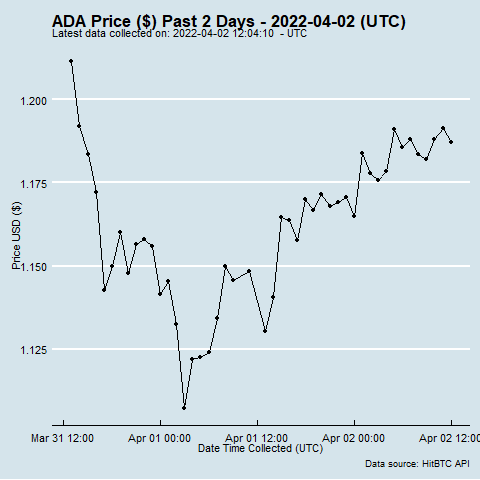 ADA Price ($) Past 2 Days - 2022-04-02 (UTC)
Latest data collected on: 2022-04-02 12:04:10  - UTC
1.200
1.175
1.150
1.125
Price USD ($)
Mar 31 12:00 Apr 01 00:00 Apr 01 12:00 Apr 02 00:00 Apr 02 12:00
Date Time Collected (UTC)
Data source: HitBTC API